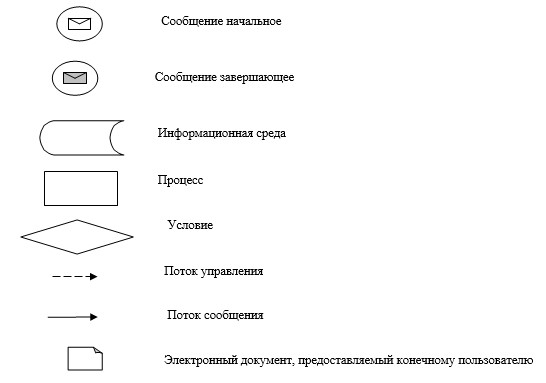 Сообщение начальное
Сообщение завершающее
Информационная среда
Процесс
Условие
Поток управления
Поток сообщения
Электронный документ, предоставляемый конечному пользователю